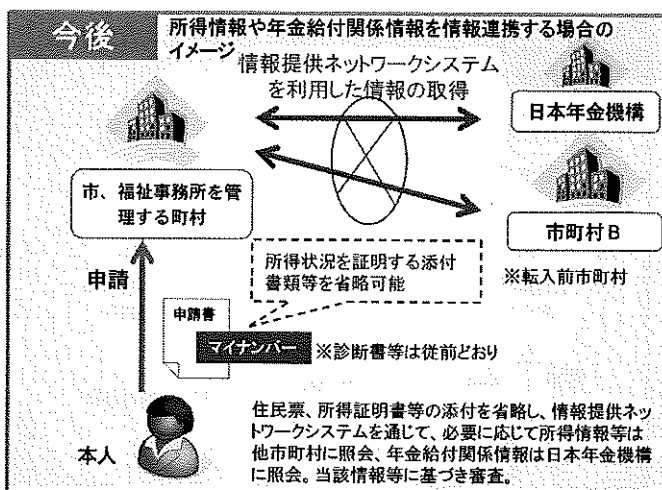 今後
所得情報や年金給付関係情報を情報連携する場合の
イメージ
情報提供ネットワークシステム
を利用した情報の取得
日本年金機構
市、福祉事務所を管
理する町村
市町村B
※転入前市町村
所得状況を証明する添付
書類等を省略可能
申請
申請書
マイナンバー
※診断書等は従前どおり
本人
住民票、所得証明書等の添付を省略し、情報提供ネッ
トワークシステムを通じて、必要に応じて所得情報等は
他市町村に照会、年金給付関係情報は日本年金機構
に照会。当該情報等に基づき審査。